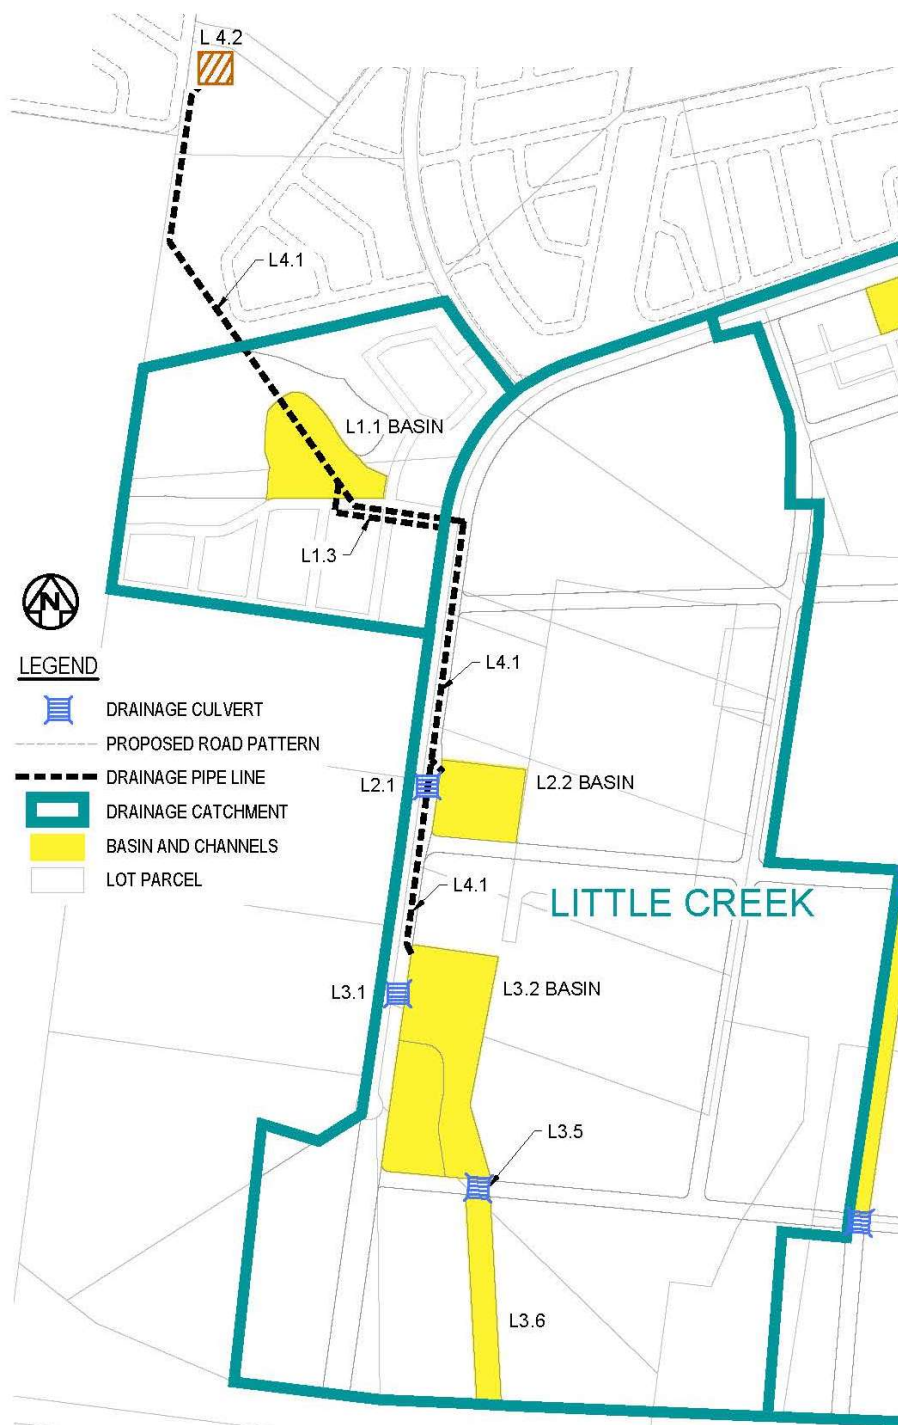 L 4.2
L4.1
L1.1 BASIN
L1.3
N
LEGEND
DRAINAGE CULVERT
PROPOSED ROAD PATTERN
DRAINAGE PIPE LINE
DRAINAGE CATCHMENT
BASIN AND CHANNELS
LOT PARCEL
L4.1
L2.1
L2.2 BASIN
L4.1
LITTLE CREEK
L3.1
L3.2 BASIN
L3.5
L3.6